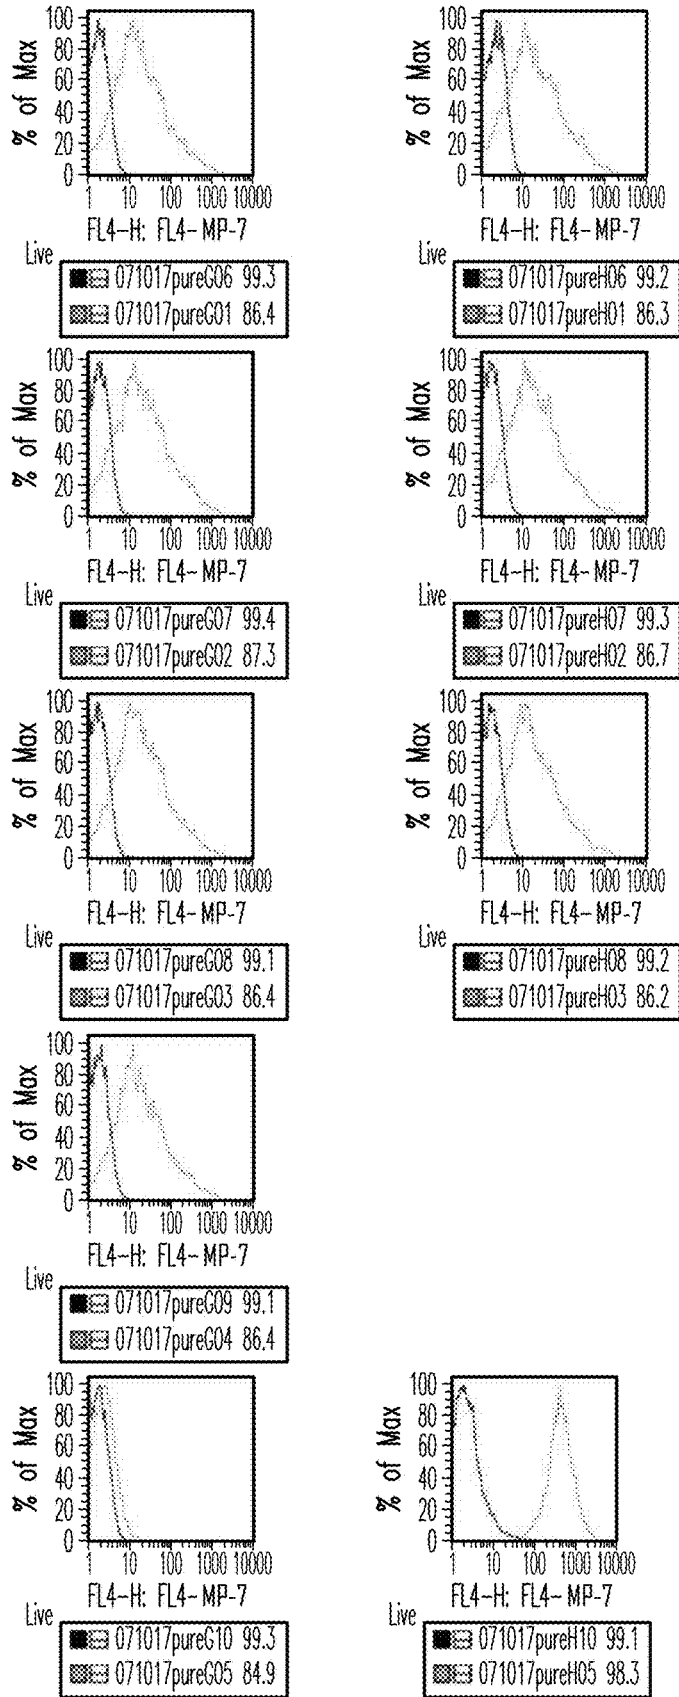 100
80
60
40
20
0
% of Max
1 10 100 1000 10000
FL4-H: FL4-MP-7
Live
071017pureG06 99.3
071017pureG01 86.4
100
80
60
40
20
0
% of Max
1 10 100 1000 10000
FL4-H: FL4-MP-7
Live
071017pureH06 99.2
071017pureH01 86.3
100
80
60
40
20
0
% of Max
1 10 100 1000 10000
FL4-H: FL4-MP-7
Live
071017pureG07 99.4
071017pureG02 87.3
100
80
60
40
20
0
% of Max
1 10 100 1000 10000
FL4-H: FL4-MP-7
Live
071017pureH07 99.3
071017pureH02 86.7
100
80
60
40
20
0
% of Max
1 10 100 1000 10000
FL4-H: FL4-MP-7
Live
071017pureG08 99.1
071017pureG03 86.4
100
80
60
40
20
0
% of Max
1 10 100 1000 10000
FL4-H: FL4-MP-7
Live
071017pureH08 99.2
071017pureH03 86.2
100
80
60
40
20
0
% of Max
1 10 100 1000 10000
FL4-H: FL4-MP-7
Live
071017pureG09 99.1
071017pureG04 86.4
100
80
60
40
20
0
% of Max
1 10 100 1000 10000
FL4-H: FL4-MP-7
Live
071017pureG10 99.3
071017pureG05 84.9
100
80
60
40
20
0
% of Max
1 10 100 1000 10000
FL4-H: FL4-MP-7
Live
071017pureH10 99.1
071017pureH05 98.3